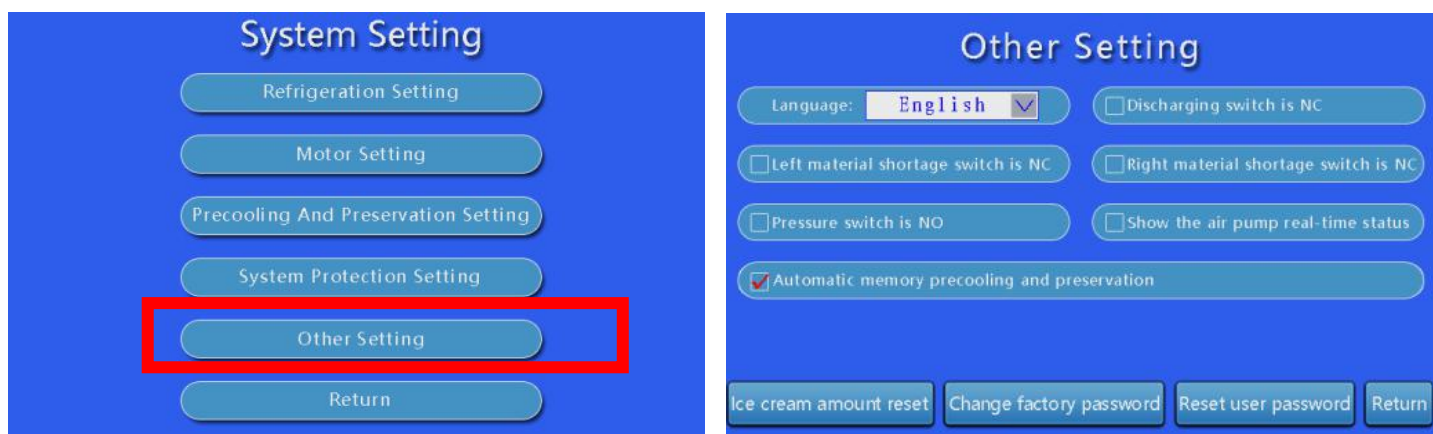 System Setting
Refrigeration Setting
Motor Setting
Precooling And Preservation Setting
System Protection Setting
Other Setting
Return
Other Setting
Language: English
Discharging switch is NC
Left material shortage switch is NC
Right material shortage switch is NC
Pressure switch is NO
Show the air pump real-time status
Automatic memory precooling and preservation
Ice cream amount reset
Change factory password
Reset user password
Return